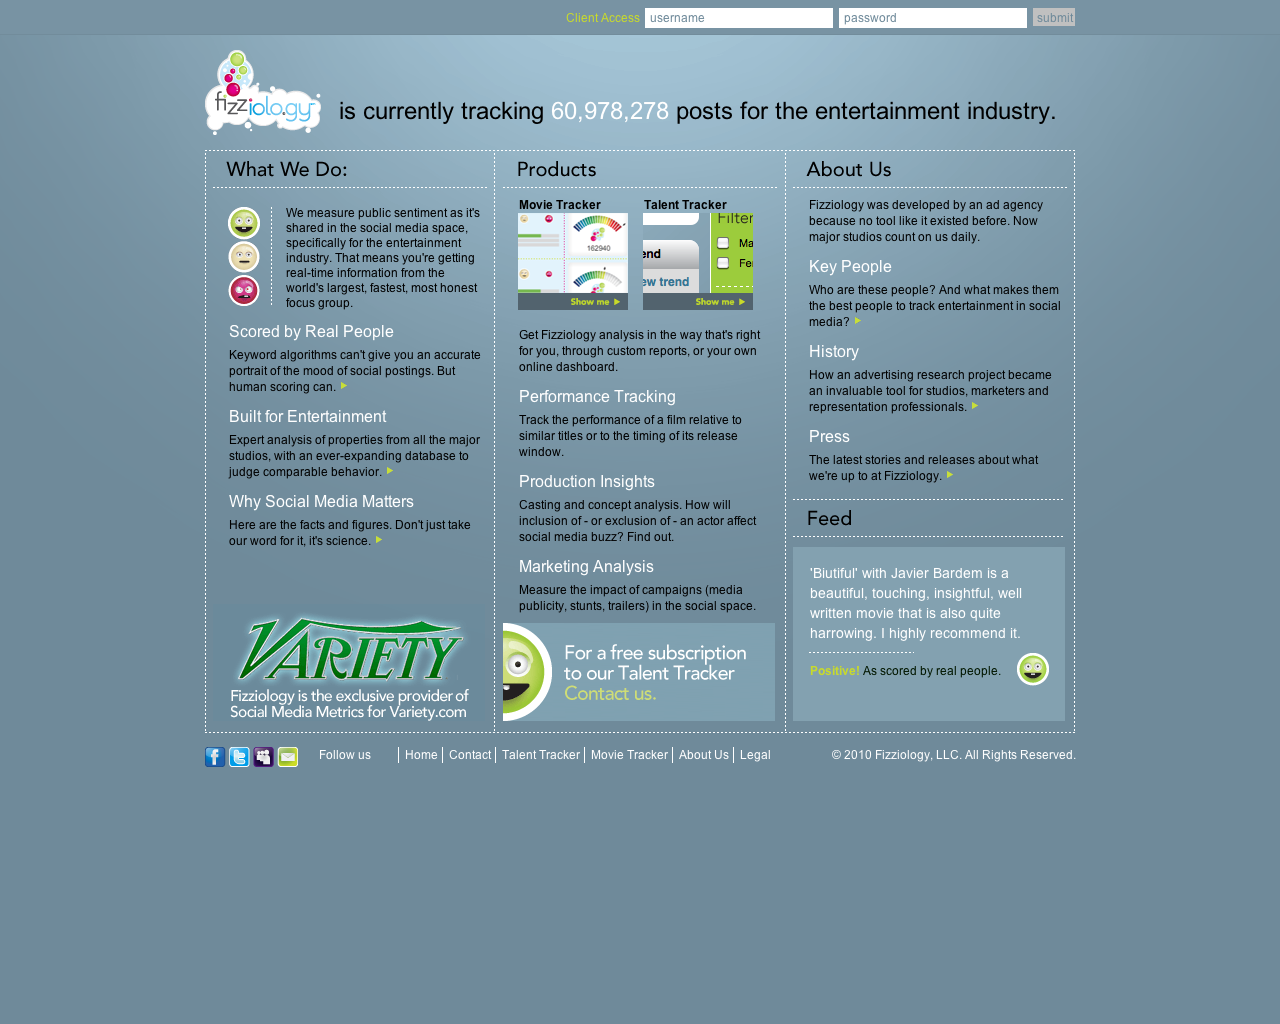 Client Access username password submit
fizziology is currently tracking 60,978,278 posts for the entertainment industry.
What We Do:
We measure public sentiment as it's
shared in the social media space,
specifically for the entertainment
industry. That means you're getting
real-time information from the
world's largest, fastest, most honest
focus group.
Scored by Real People
Keyword algorithms can't give you an accurate
portrait of the mood of social postings. But
human scoring can.
Built for Entertainment
Expert analysis of properties from all the major
studios, with an ever-expanding database to
judge comparable behavior.
Why Social Media Matters
Here are the facts and figures. Don't just take
our word for it, it's science.
VARIETY
Fizziology is the exclusive provider of
Social Media Metrics for Variety.com
Products
Movie Tracker
162940
Show me
Talent Tracker
Filter
Ma
Fe
end
ew trend
Show me
Get Fizziology analysis in the way that's right
for you, through custom reports, or your own
online dashboard.
Performance Tracking
Track the performance of a film relative to
similar titles or to the timing of its release
window.
Production Insights
Casting and concept analysis. How will
inclusion of - or exclusion of - an actor affect
social media buzz? Find out.
Marketing Analysis
Measure the impact of campaigns (media
publicity, stunts, trailers) in the social space.
For a free subscription
to our Talent Tracker
Contact us.
About Us
Fizziology was developed by an ad agency
because no tool like it existed before. Now
major studios count on us daily.
Key People
Who are these people? And what makes them
the best people to track entertainment in social
media?
History
How an advertising research project became
an invaluable tool for studios, marketers and
representation professionals.
Press
The latest stories and releases about what
we're up to at Fizziology.
Feed
'Biutiful' with Javier Bardem is a
beautiful, touching, insightful, well
written movie that is also quite
harrowing. I highly recommend it.
Positive! As scored by real people.
Follow us Home Contact Talent Tracker Movie Tracker About Us Legal © 2010 Fizziology, LLC. All Rights Reserved.